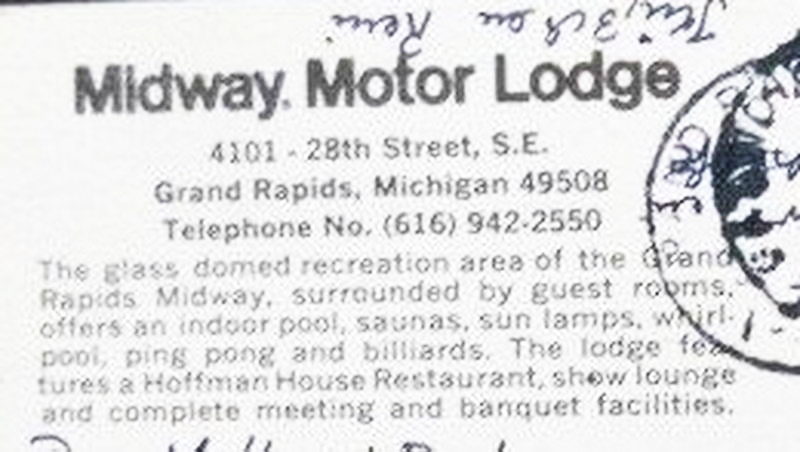 Midway Motor Lodge
4101 - 28th Street, S.E.
Grand Rapids, Michigan 49508
Telephone No. (616) 942-2550
The glass domed recreation area of the Grand
Rapids Midway, surrounded by guest rooms,
offers an indoor pool, saunas, sun lamps, whirl-
pool, ping pong and billiards. The lodge fea-
tures a Hoffman House Restaurant, show lounge
and complete meeting and banquet facilities.